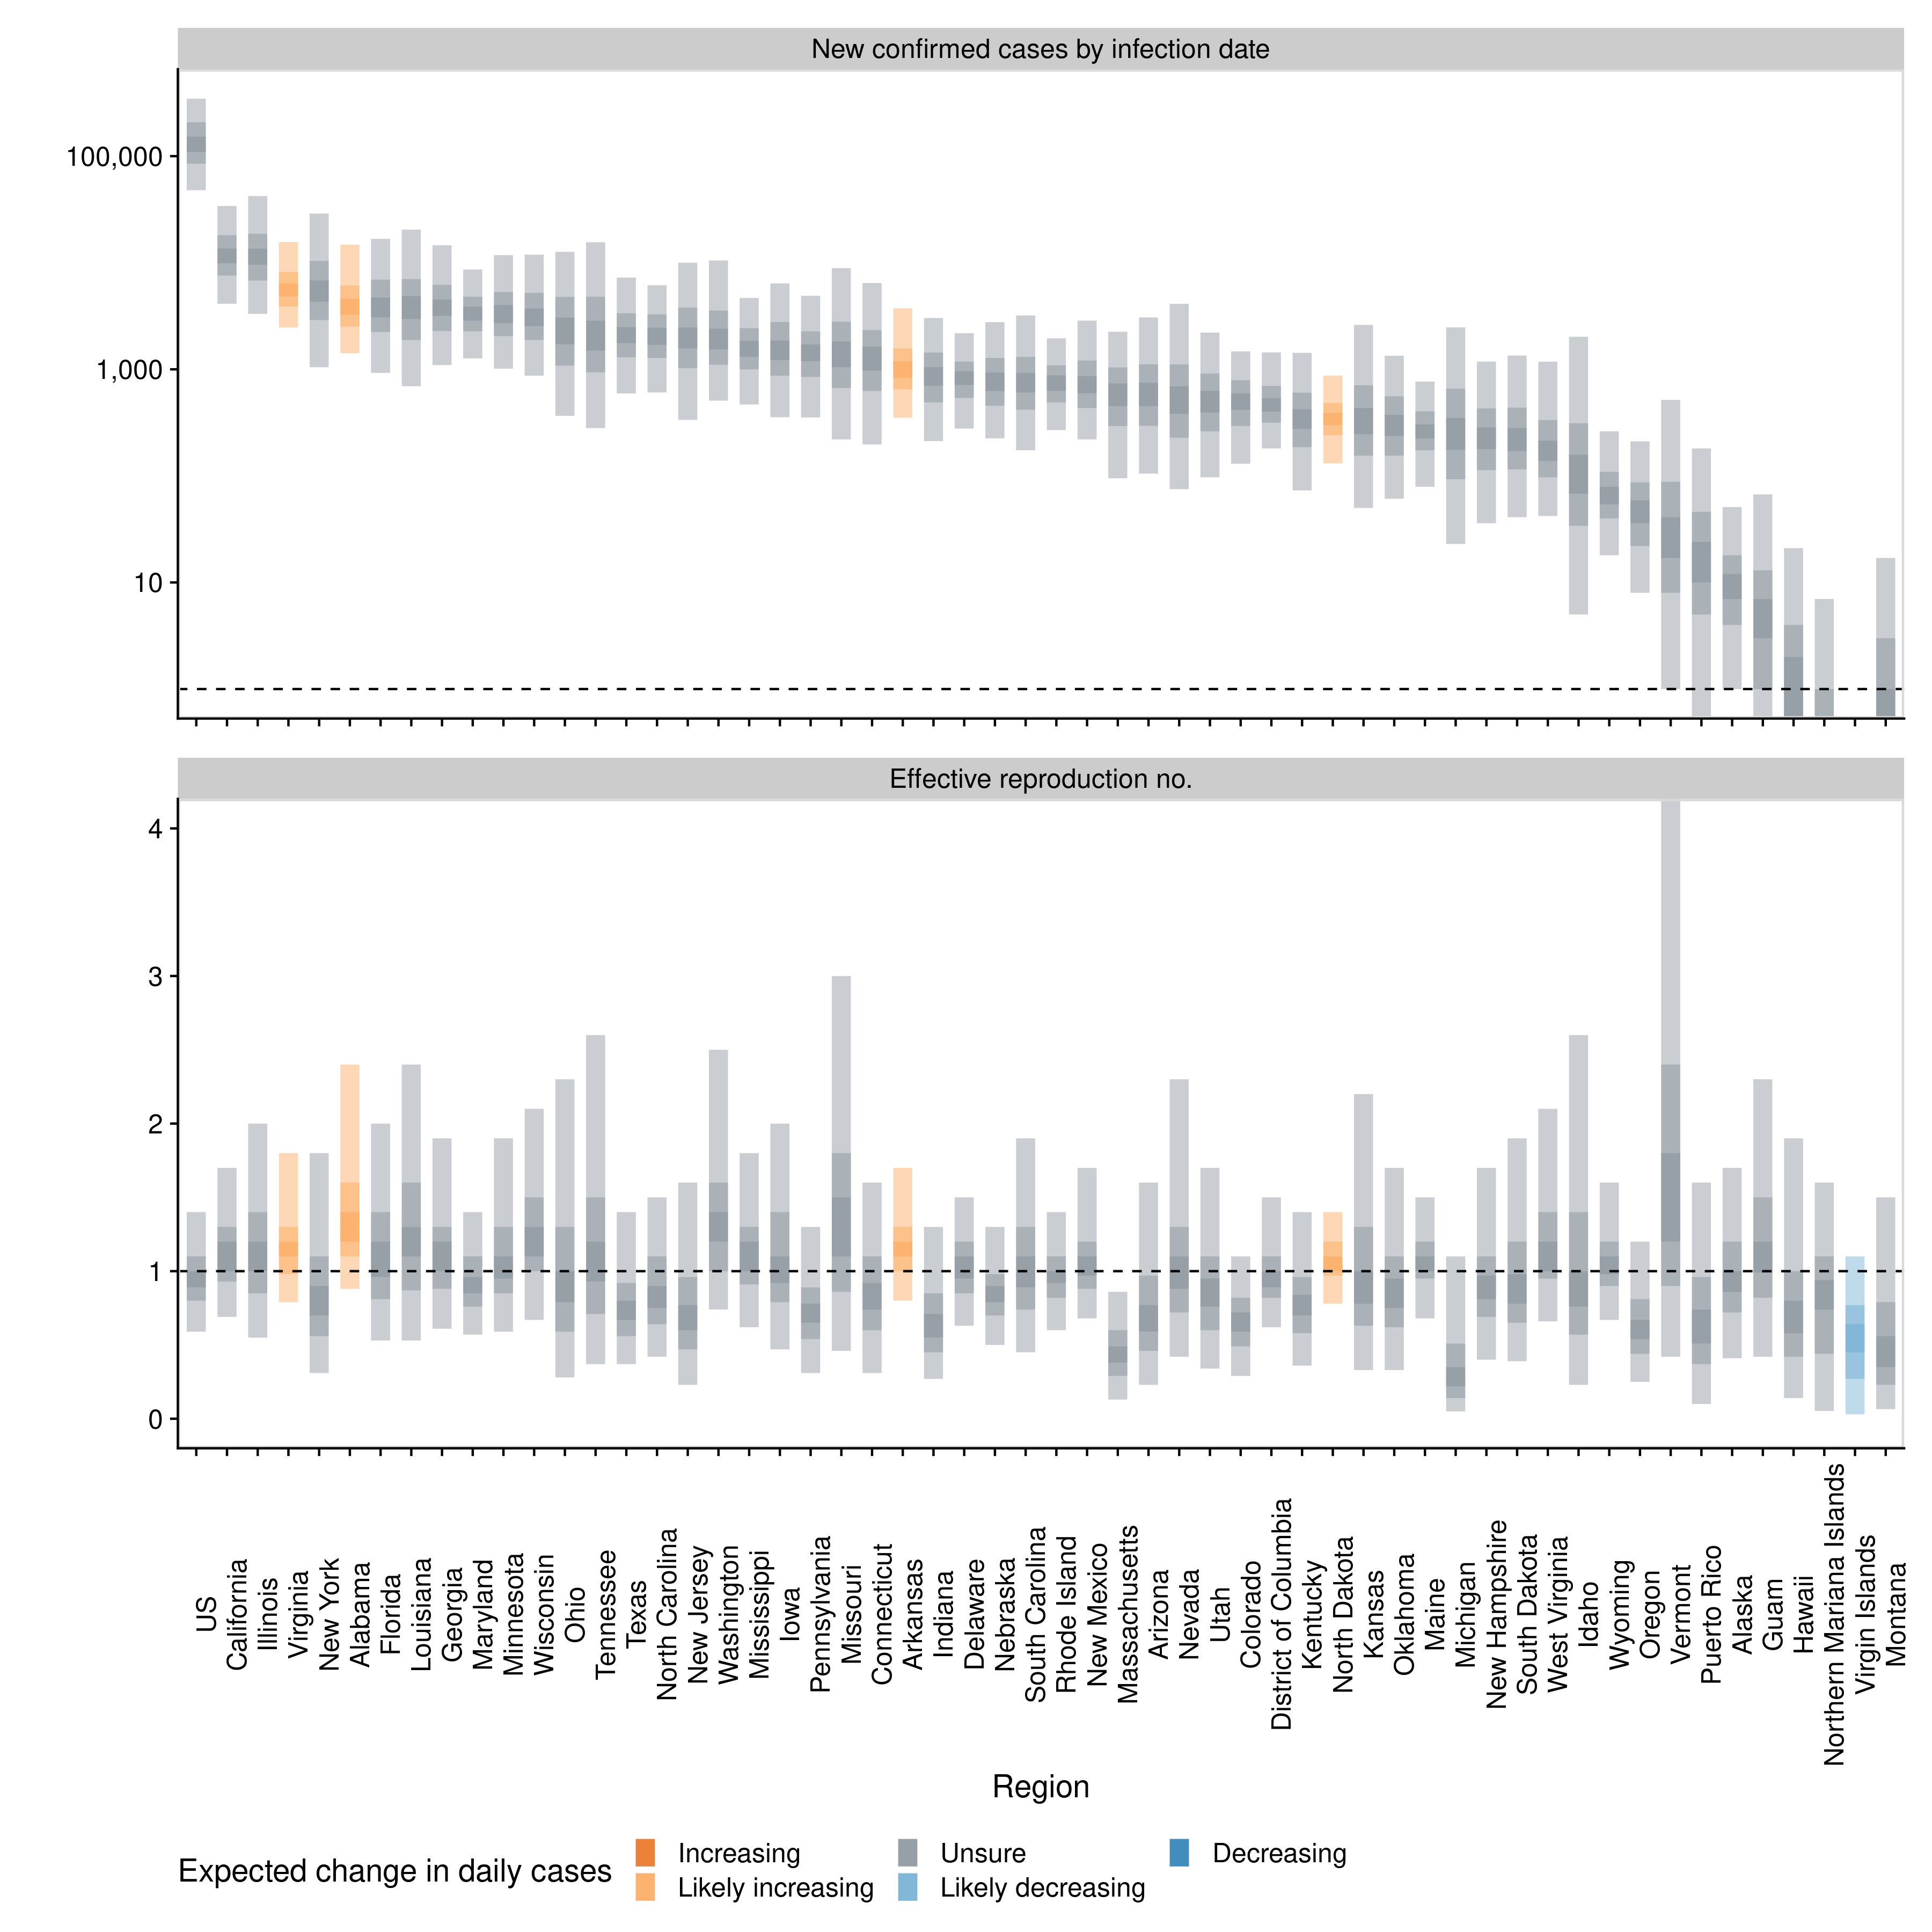 New confirmed cases by infection date
100,000
1,000
10
Effective reproduction no.
4
3
2
1
0
US
California
Illinois
Virginia
New York
Alabama
Florida
Louisiana
Georgia
Maryland
Minnesota
Wisconsin
Ohio
Tennessee
Texas
North Carolina
New Jersey
Washington
Mississippi
Iowa
Pennsylvania
Missouri
Connecticut
Arkansas
Indiana
Delaware
Nebraska
South Carolina
Rhode Island
New Mexico
Massachusetts
Arizona
Nevada
Utah
Colorado
District of Columbia
Kentucky
North Dakota
Kansas
Oklahoma
Maine
Michigan
New Hampshire
South Dakota
West Virginia
Idaho
Wyoming
Oregon
Vermont
Puerto Rico
Alaska
Guam
Hawaii
Northern Mariana Islands
Virgin Islands
Montana
Region
Expected change in daily cases
Increasing
Likely increasing
Unsure
Likely decreasing
Decreasing